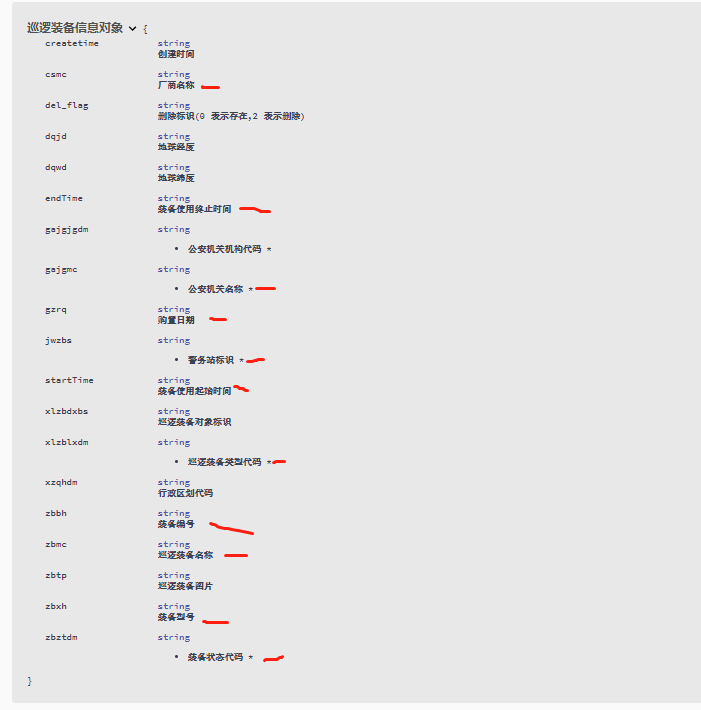 巡逻装备信息对象 {
createtime string
创建时间
csmc string
厂商名称
del_flag string
删除标识(0 表示存在,2 表示删除)
dqjd string
地球经度
dqwd string
地球纬度
endTime string
装备使用终止时间
gajgjgdm string
• 公安机关机构代码 *
gajgmc string
• 公安机关名称 *
gzrq string
购置日期
jwzbs string
• 警务站标识 *
startTime string
装备使用起始时间
xlzbdxbs string
巡逻装备对象标识
xlzblxdm string
• 巡逻装备类型代码 *
xzqhdm string
行政区划代码
zbbh string
装备编号
zbmc string
巡逻装备名称
zbtp string
巡逻装备图片
zbxh string
装备型号
zbztdm string
• 装备状态代码 *
}